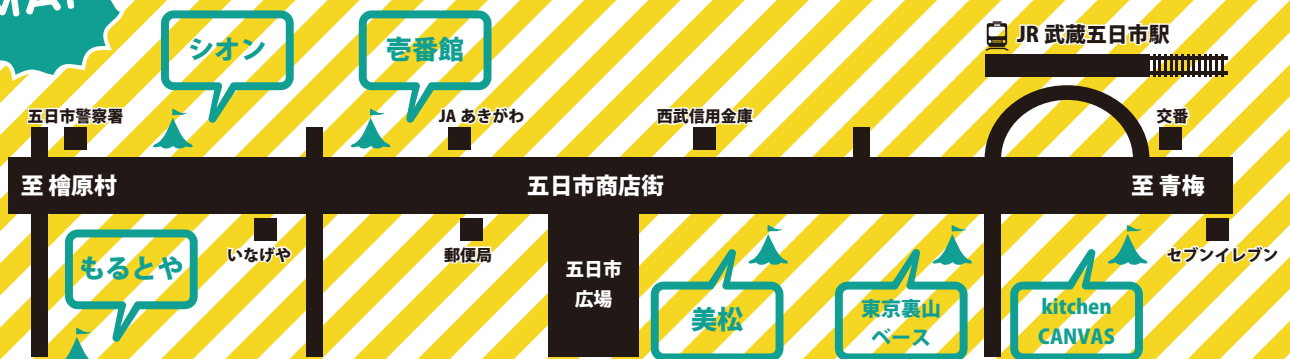 MAP
シオン
壱番館
JR 武蔵五日市駅
五日市警察署
JA あきがわ
西武信用金庫
交番
至 檜原村
五日市商店街
至 青梅
もるとや
いなげや
郵便局
五日市
広場
美松
東京裏山
ベース
kitchen
CANVAS
セブンイレブン